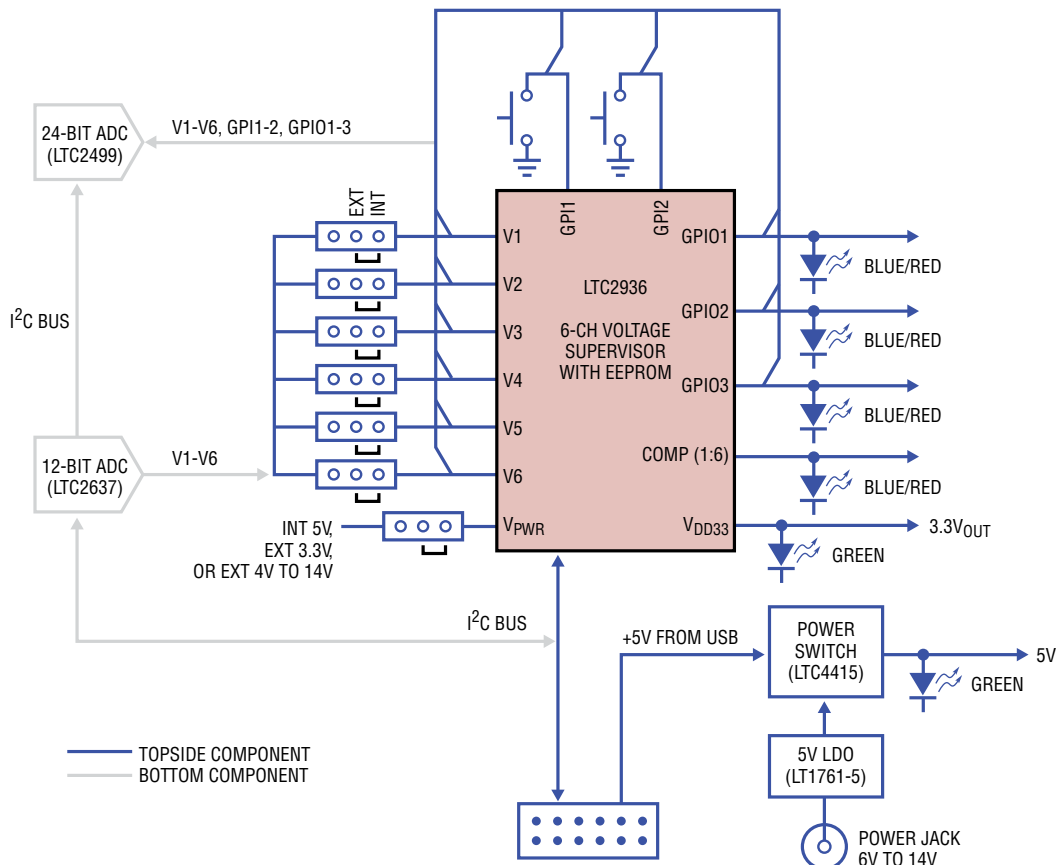 24-BIT ADC
(LTC2499)
V1-V6, GPI1-2, GPIO1-3
EXT
INT
GPI1
GPI2
V1
V2
V3
V4
V5
V6
VPWR
LTC2936
6-CH VOLTAGE
SUPERVISOR
WITH EEPROM
GPIO1
GPIO2
GPIO3
COMP (1:6)
VDD33
BLUE/RED
BLUE/RED
BLUE/RED
BLUE/RED
3.3VOUT
GREEN
I2C BUS
12-BIT ADC
(LTC2637)
V1-V6
INT 5V,
EXT 3.3V,
OR EXT 4V TO 14V
I2C BUS
+5V FROM USB
POWER
SWITCH
(LTC4415)
5V
GREEN
5V LDO
(LT1761-5)
POWER JACK
6V TO 14V
TOPSIDE COMPONENT
BOTTOM COMPONENT